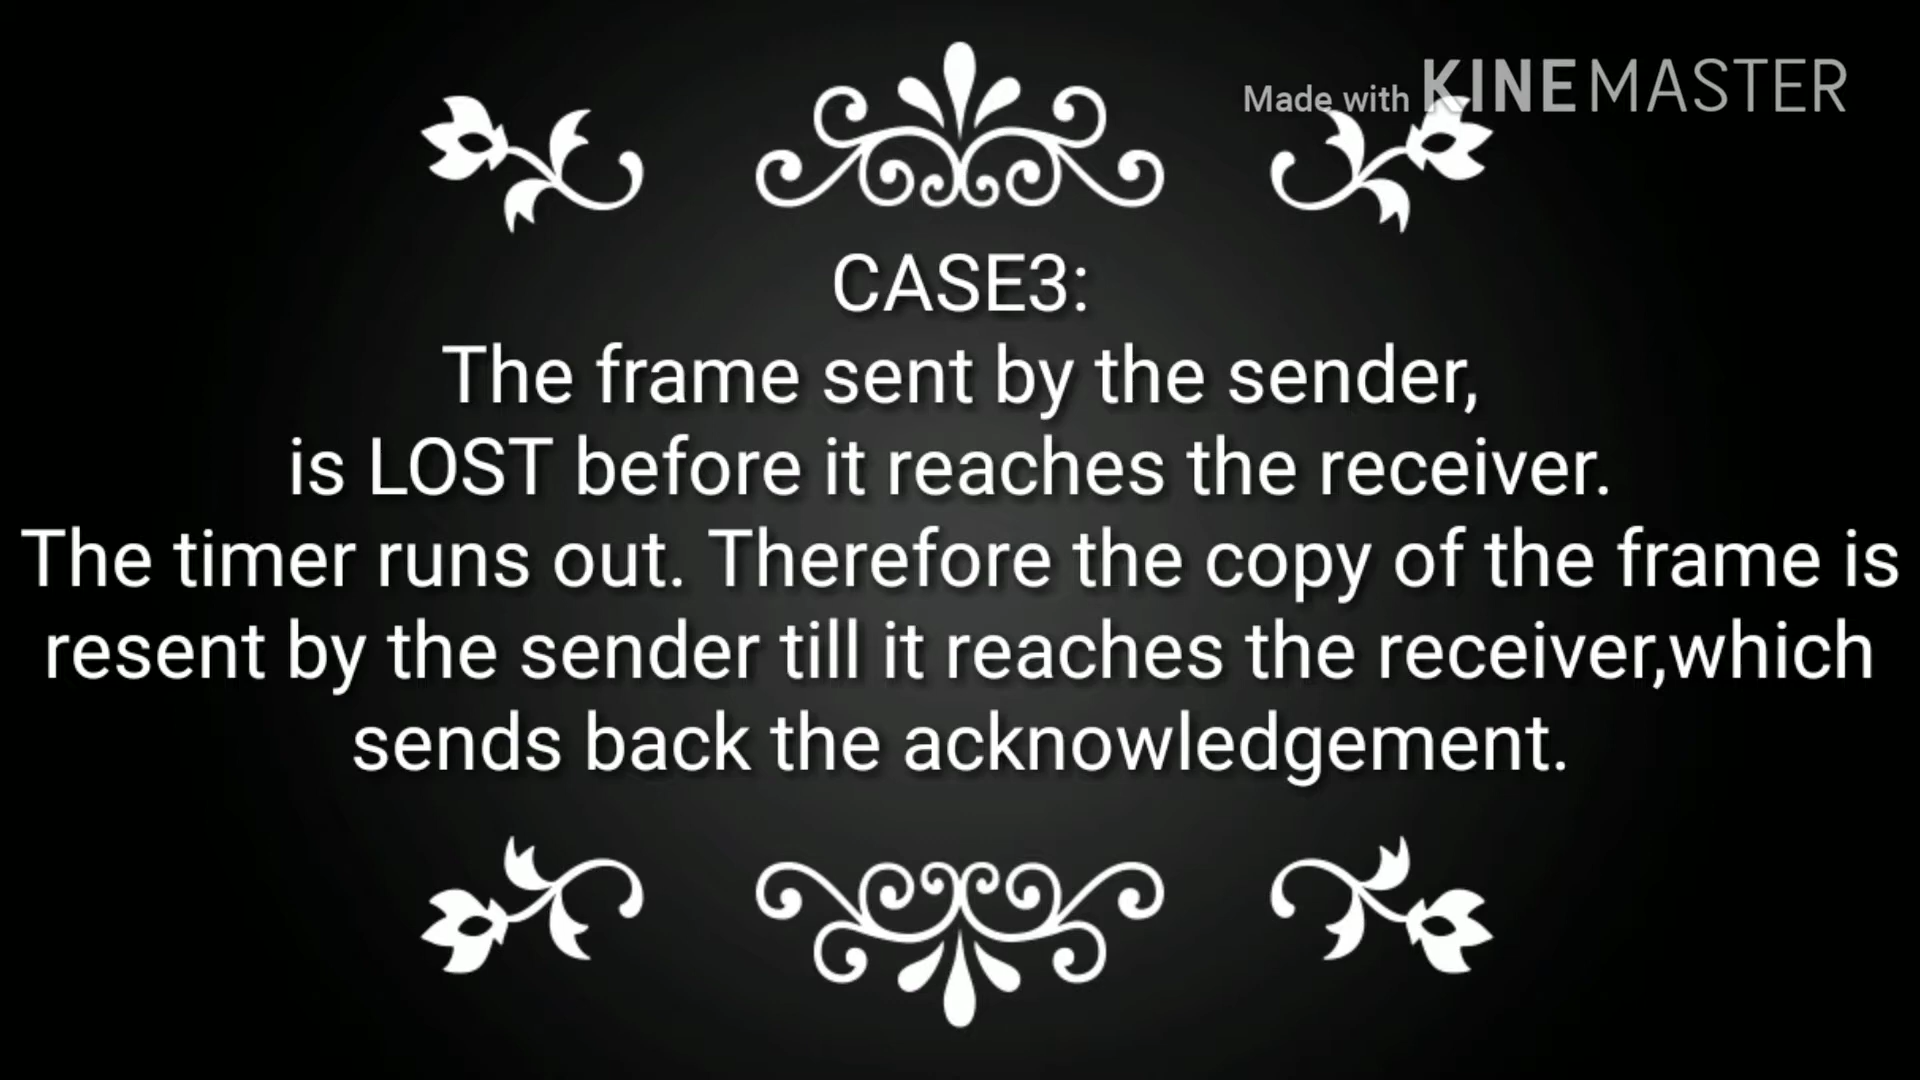 Made with KINEMASTER
CASE3:
The frame sent by the sender,
is LOST before it reaches the receiver.
The timer runs out. Therefore the copy of the frame is
resent by the sender till it reaches the receiver,which
sends back the acknowledgement.